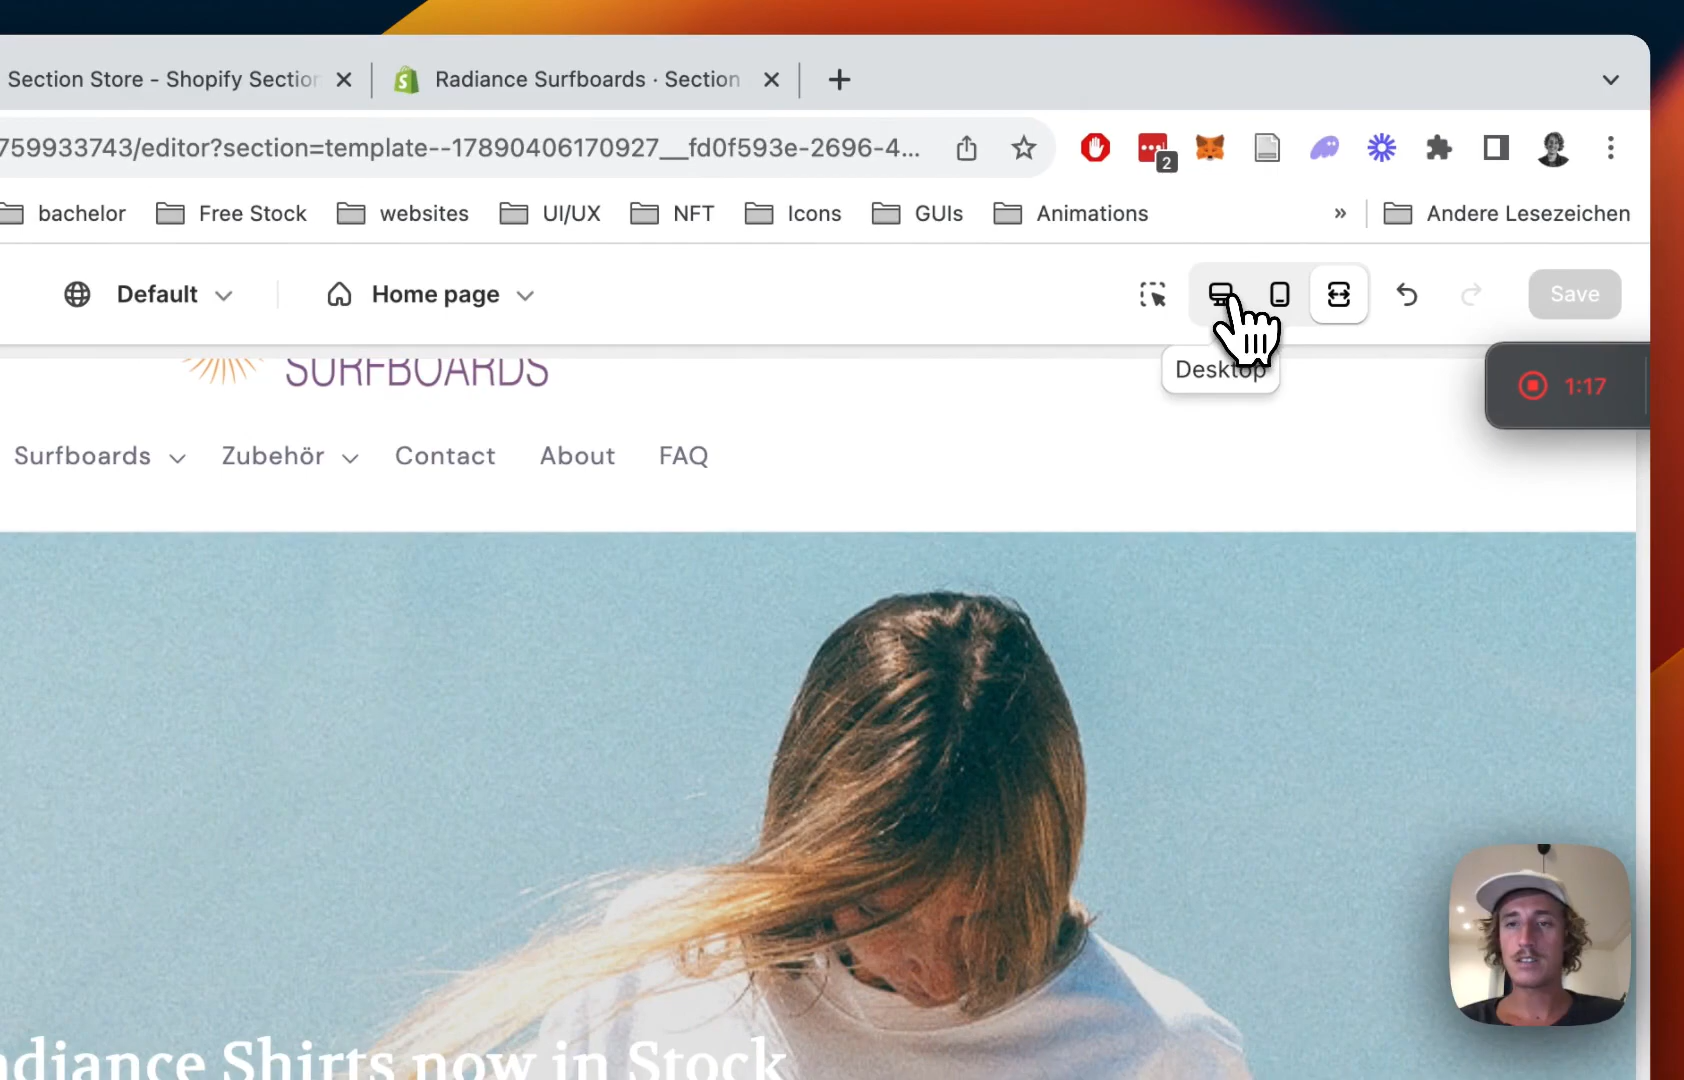 Section Store - Shopify Section
Radiance Surfboards · Section
759933743/editor?section=template--17890406170927__fd0f593e-2696-4...
2
bachelor
Free Stock
websites
UI/UX
NFT
Icons
GUIs
Animations
»
Andere Lesezeichen
Default
Home page
Save
Desktop
1:17
SURFBOARDS
Surfboards
Zubehör
Contact
About
FAQ
adiance Shirts now in Stock